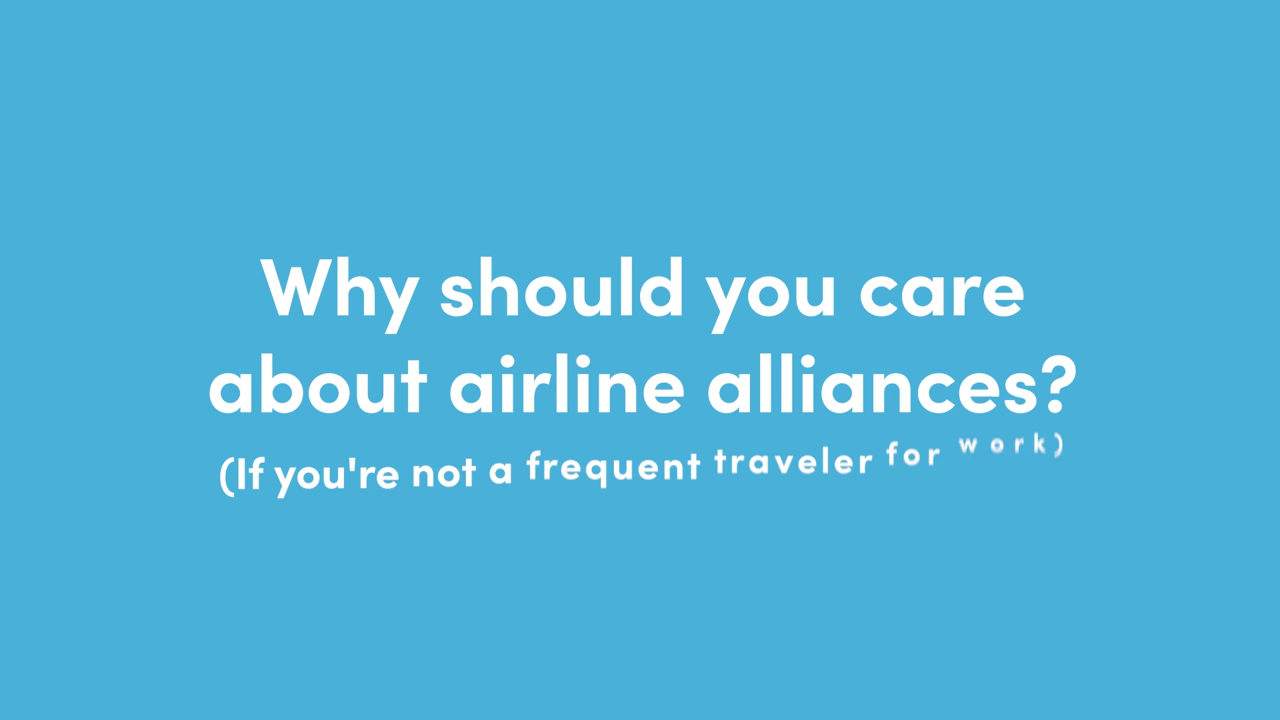 Why should you care
about airline alliances?
(If you're not a frequent traveler for work)